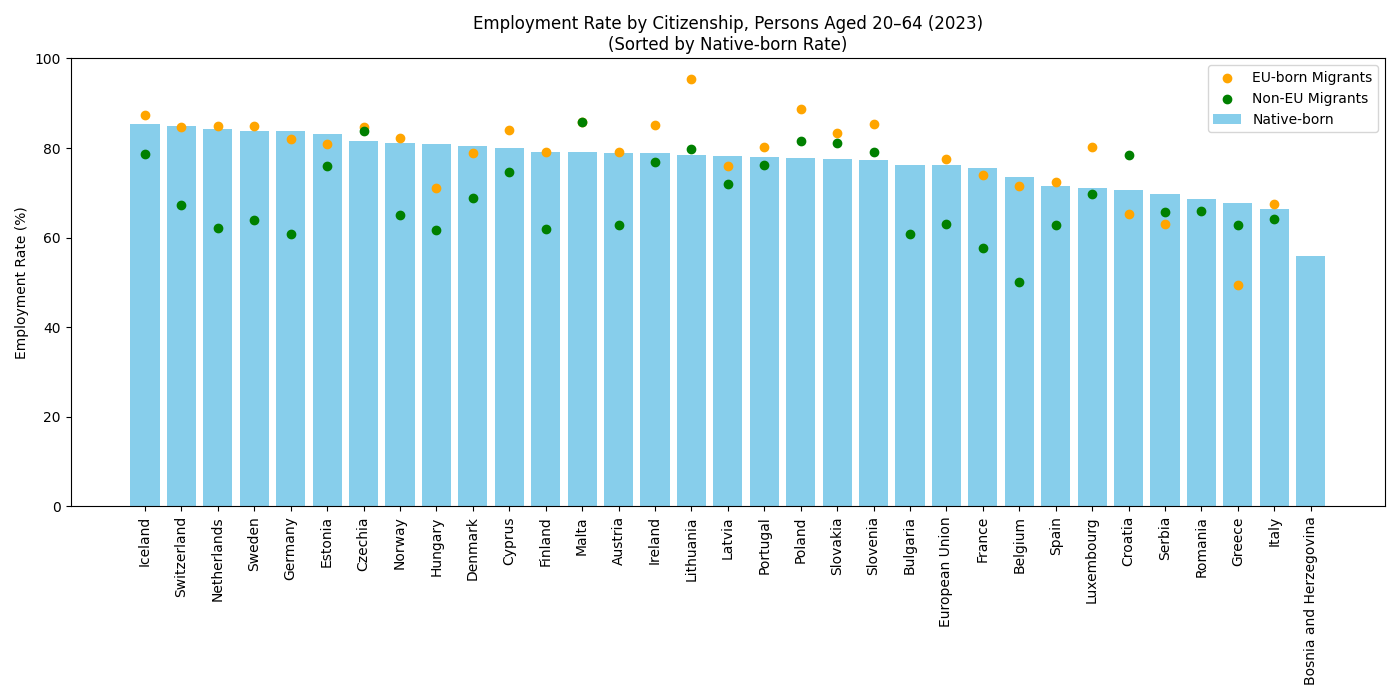 Employment Rate by Citizenship, Persons Aged 20–64 (2023)
(Sorted by Native-born Rate)
EU-born Migrants
Non-EU Migrants
Native-born
Employment Rate (%)
100
80
60
40
20
0
Iceland
Switzerland
Netherlands
Sweden
Germany
Estonia
Czechia
Norway
Hungary
Denmark
Cyprus
Finland
Malta
Austria
Ireland
Lithuania
Latvia
Portugal
Poland
Slovakia
Slovenia
Bulgaria
European Union
France
Belgium
Spain
Luxembourg
Croatia
Serbia
Romania
Greece
Italy
Bosnia and Herzegovina